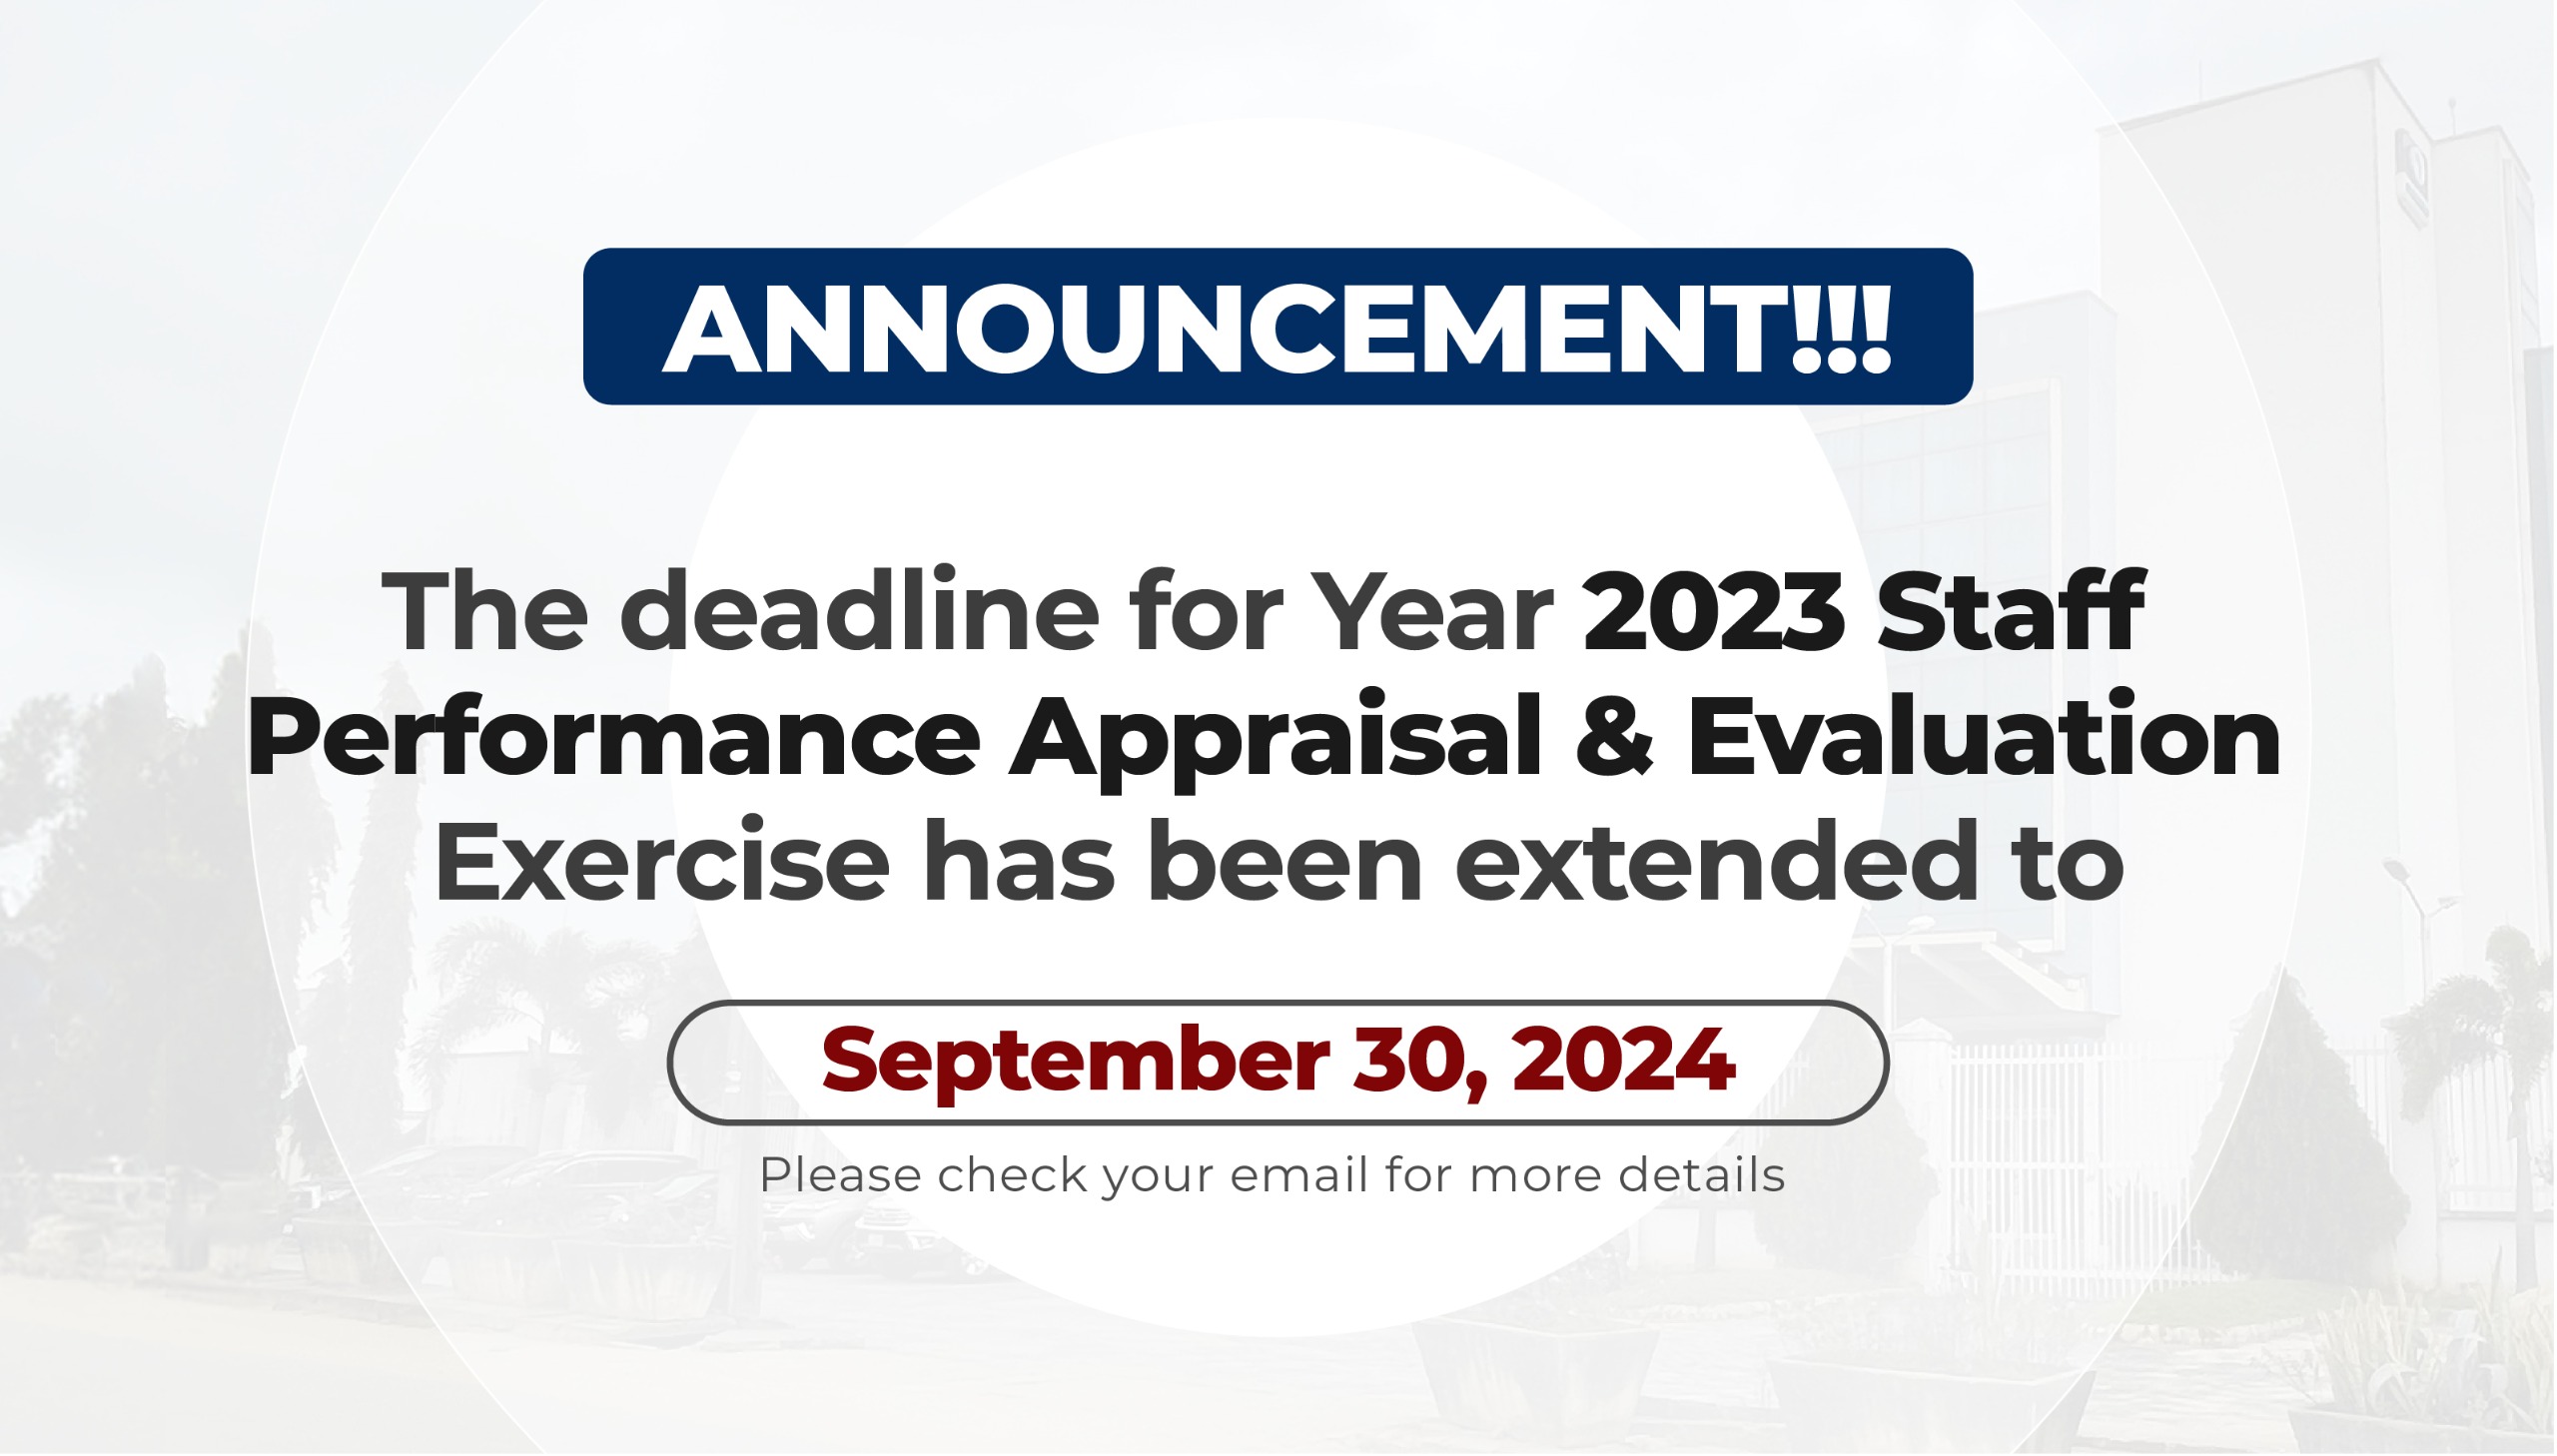 ANNOUNCEMENT!!!
The deadline for Year 2023 Staff
Performance Appraisal & Evaluation
Exercise has been extended to
September 30, 2024
Please check your email for more details